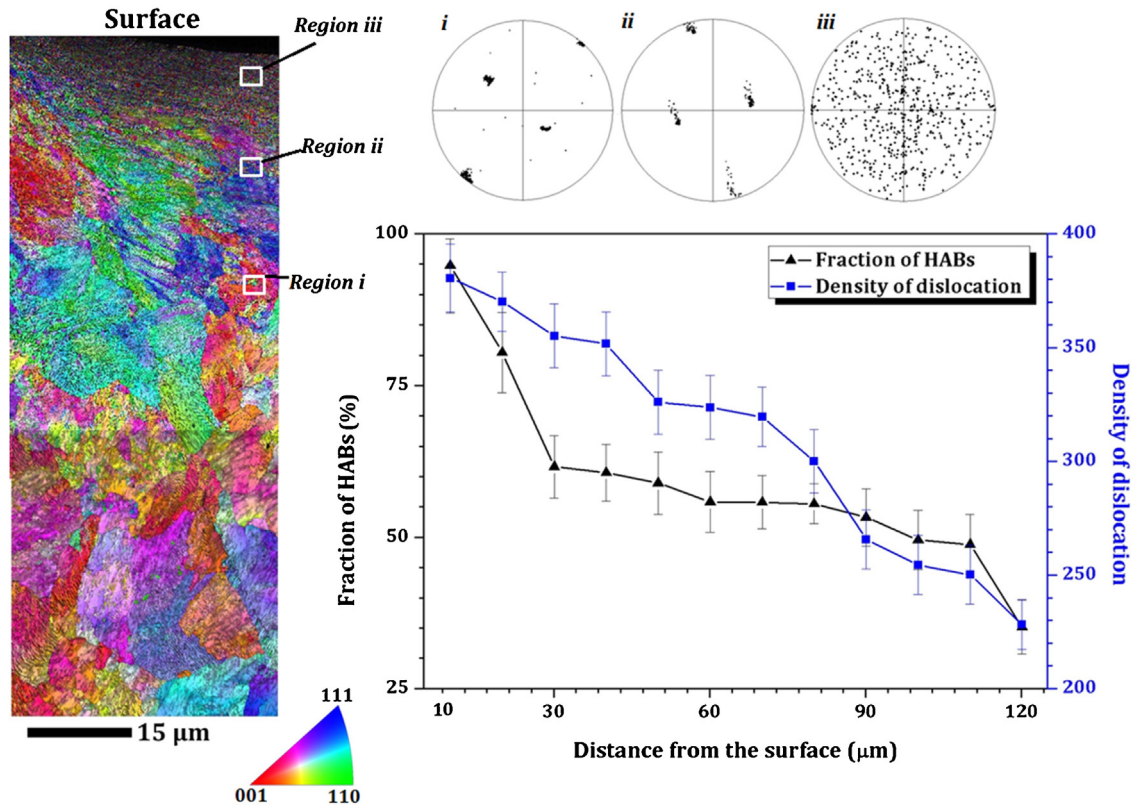 Surface
Region iii
Region ii
Region i
15 μm
111
001
110
i
ii
iii
100
75
50
25
Fraction of HABs (%)
Fraction of HABs
Density of dislocation
400
350
300
250
200
Density of dislocation
10
30
60
90
120
Distance from the surface (μm)